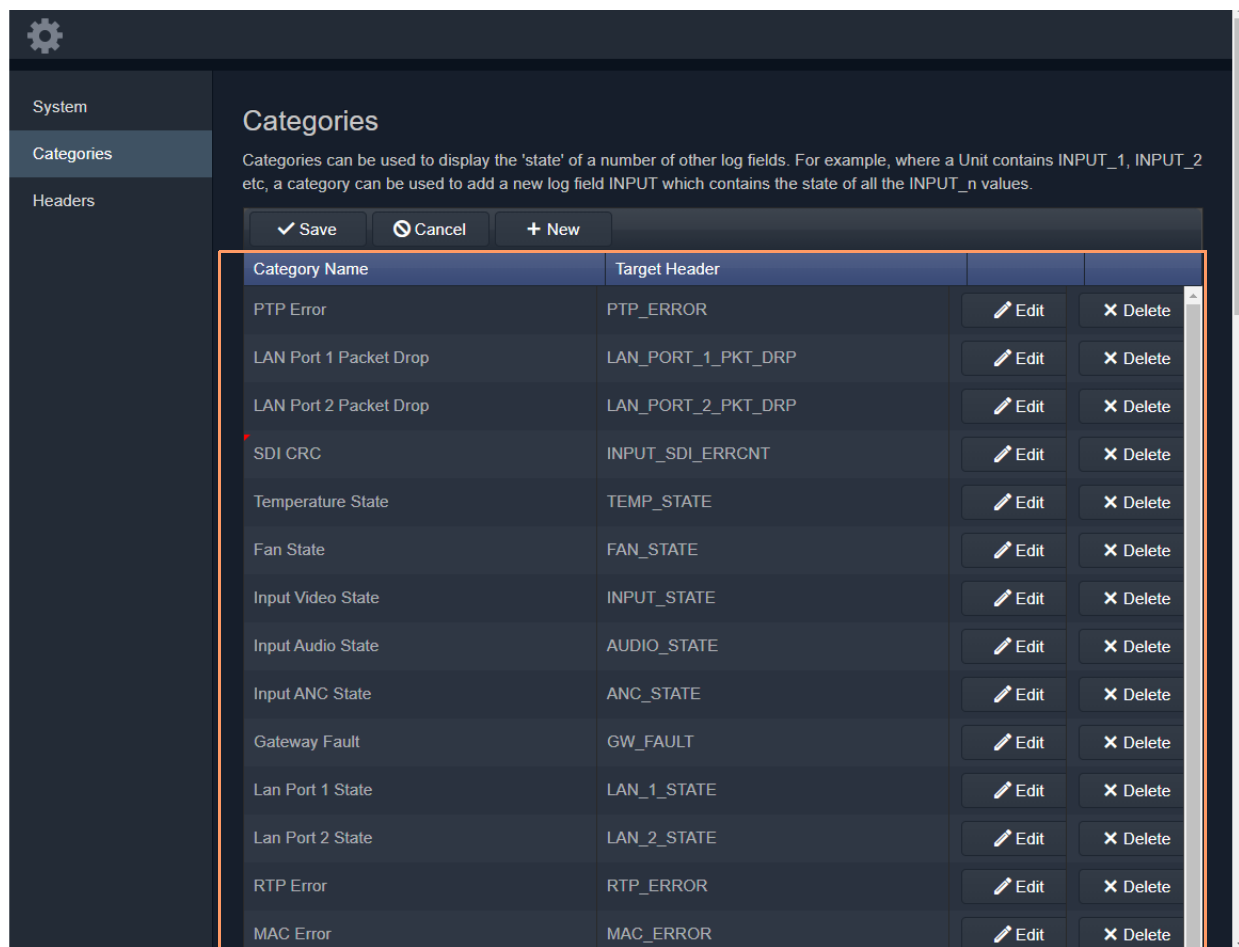 System
Categories
Headers
Categories
Categories can be used to display the 'state' of a number of other log fields. For example, where a Unit contains INPUT_1, INPUT_2
etc, a category can be used to add a new log field INPUT which contains the state of all the INPUT_n values.
Save Cancel New
Category Name Target Header
PTP Error PTP_ERROR Edit Delete
LAN Port 1 Packet Drop LAN_PORT_1_PKT_DRP Edit Delete
LAN Port 2 Packet Drop LAN_PORT_2_PKT_DRP Edit Delete
SDI CRC INPUT_SDI_ERRCNT Edit Delete
Temperature State TEMP_STATE Edit Delete
Fan State FAN_STATE Edit Delete
Input Video State INPUT_STATE Edit Delete
Input Audio State AUDIO_STATE Edit Delete
Input ANC State ANC_STATE Edit Delete
Gateway Fault GW_FAULT Edit Delete
Lan Port 1 State LAN_1_STATE Edit Delete
Lan Port 2 State LAN_2_STATE Edit Delete
RTP Error RTP_ERROR Edit Delete
MAC Error MAC_ERROR Edit Delete